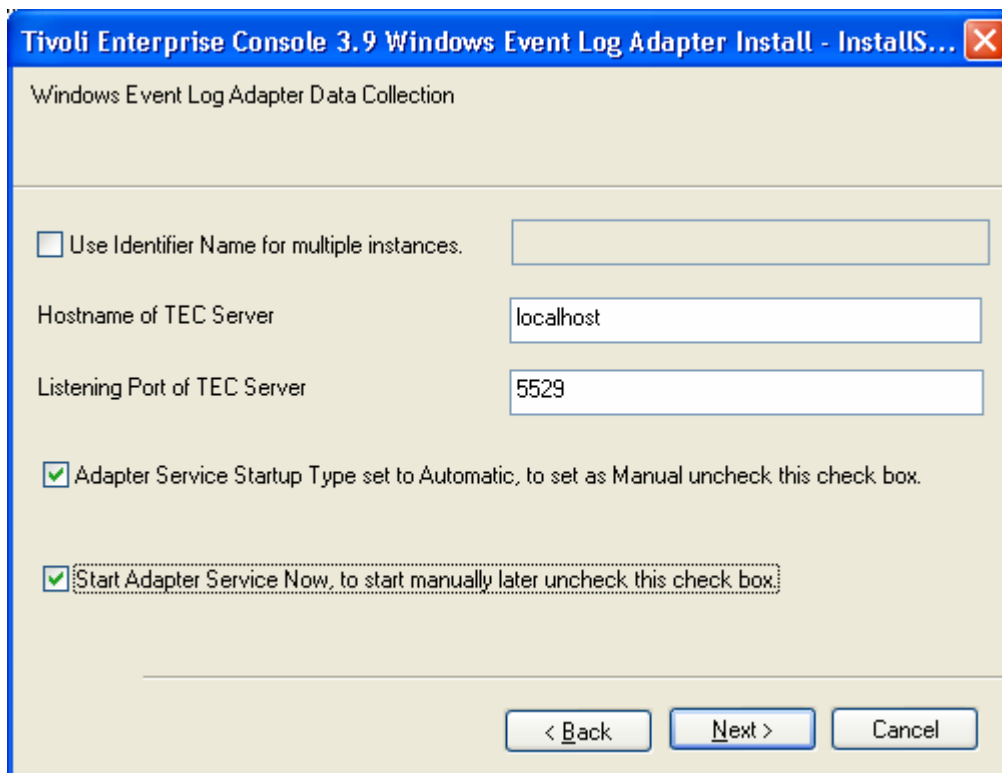 Tivoli Enterprise Console 3.9 Windows Event Log Adapter Install - InstallS...
Windows Event Log Adapter Data Collection
Use Identifier Name for multiple instances.
Hostname of TEC Server localhost
Listening Port of TEC Server 5529
Adapter Service Startup Type set to Automatic, to set as Manual uncheck this check box.
Start Adapter Service Now, to start manually later uncheck this check box.
< Back Next > Cancel